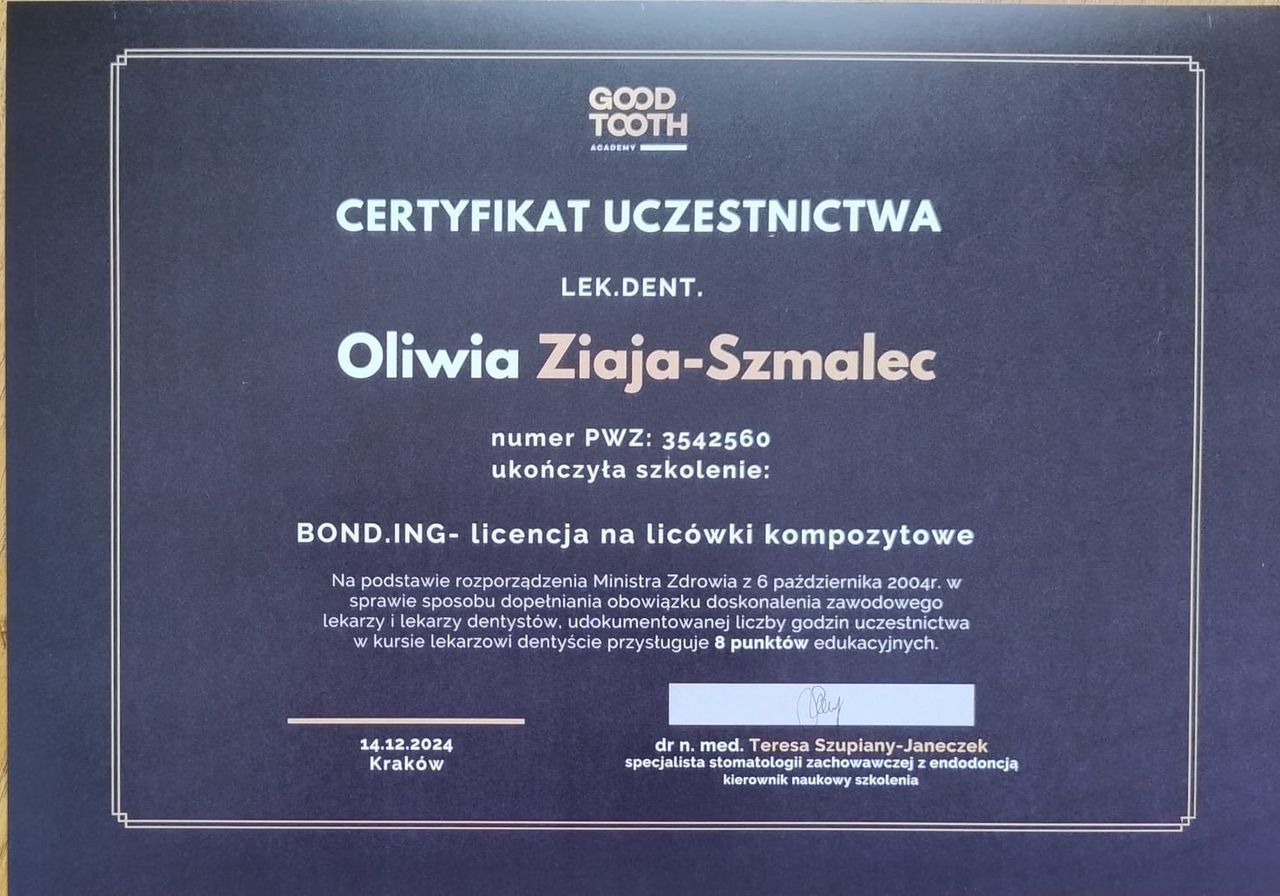 GOOD
TOOTH
ACADEMY
CERTYFIKAT UCZESTNICTWA
LEK.DENT.
Oliwia Ziaja-Szmalec
numer PWZ: 3542560
ukończyła szkolenie:
BOND.ING- licencja na licówki kompozytowe
Na podstawie rozporządzenia Ministra Zdrowia z 6 października 2004r. w
sprawie sposobu dopełniania obowiązku doskonalenia zawodowego
lekarzy i lekarzy dentystów, udokumentowanej liczby godzin uczestnictwa
w kursie lekarzowi dentyście przysługuje 8 punktów edukacyjnych.
14.12.2024
Kraków
dr n. med. Teresa Szupiany-Janeczek
specjalista stomatologii zachowawczej z endodoncją
kierownik naukowy szkolenia